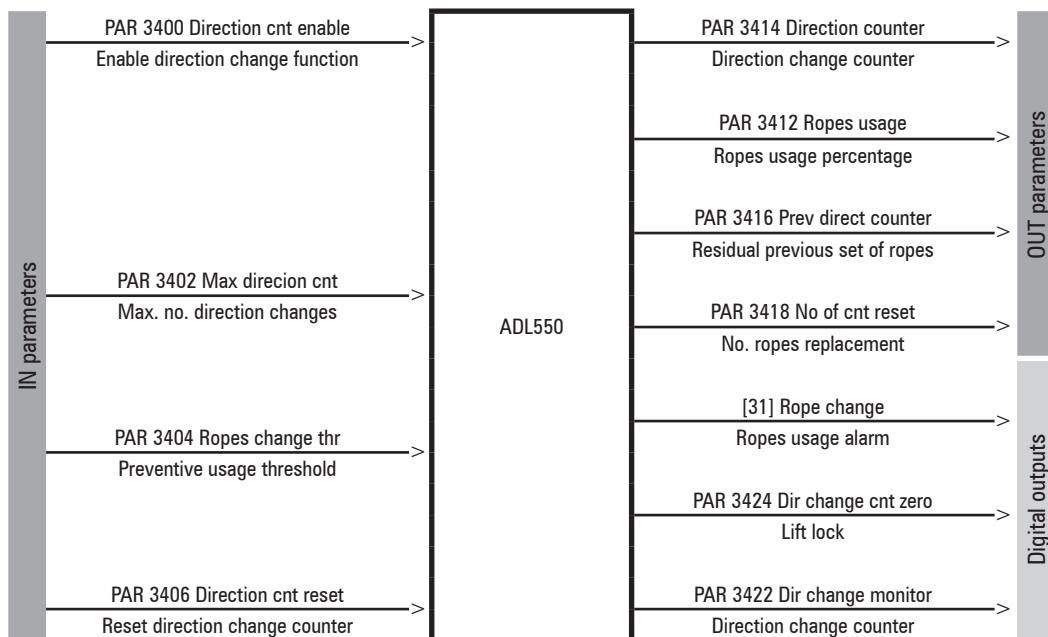 IN parameters
PAR 3400 Direction cnt enable
Enable direction change function
PAR 3402 Max direcion cnt
Max. no. direction changes
PAR 3404 Ropes change thr
Preventive usage threshold
PAR 3406 Direction cnt reset
Reset direction change counter
ADL550
PAR 3414 Direction counter
Direction change counter
PAR 3412 Ropes usage
Ropes usage percentage
PAR 3416 Prev direct counter
Residual previous set of ropes
PAR 3418 No of cnt reset
No. ropes replacement
[31] Rope change
Ropes usage alarm
PAR 3424 Dir change cnt zero
Lift lock
PAR 3422 Dir change monitor
Direction change counter
OUT parameters
Digital outputs